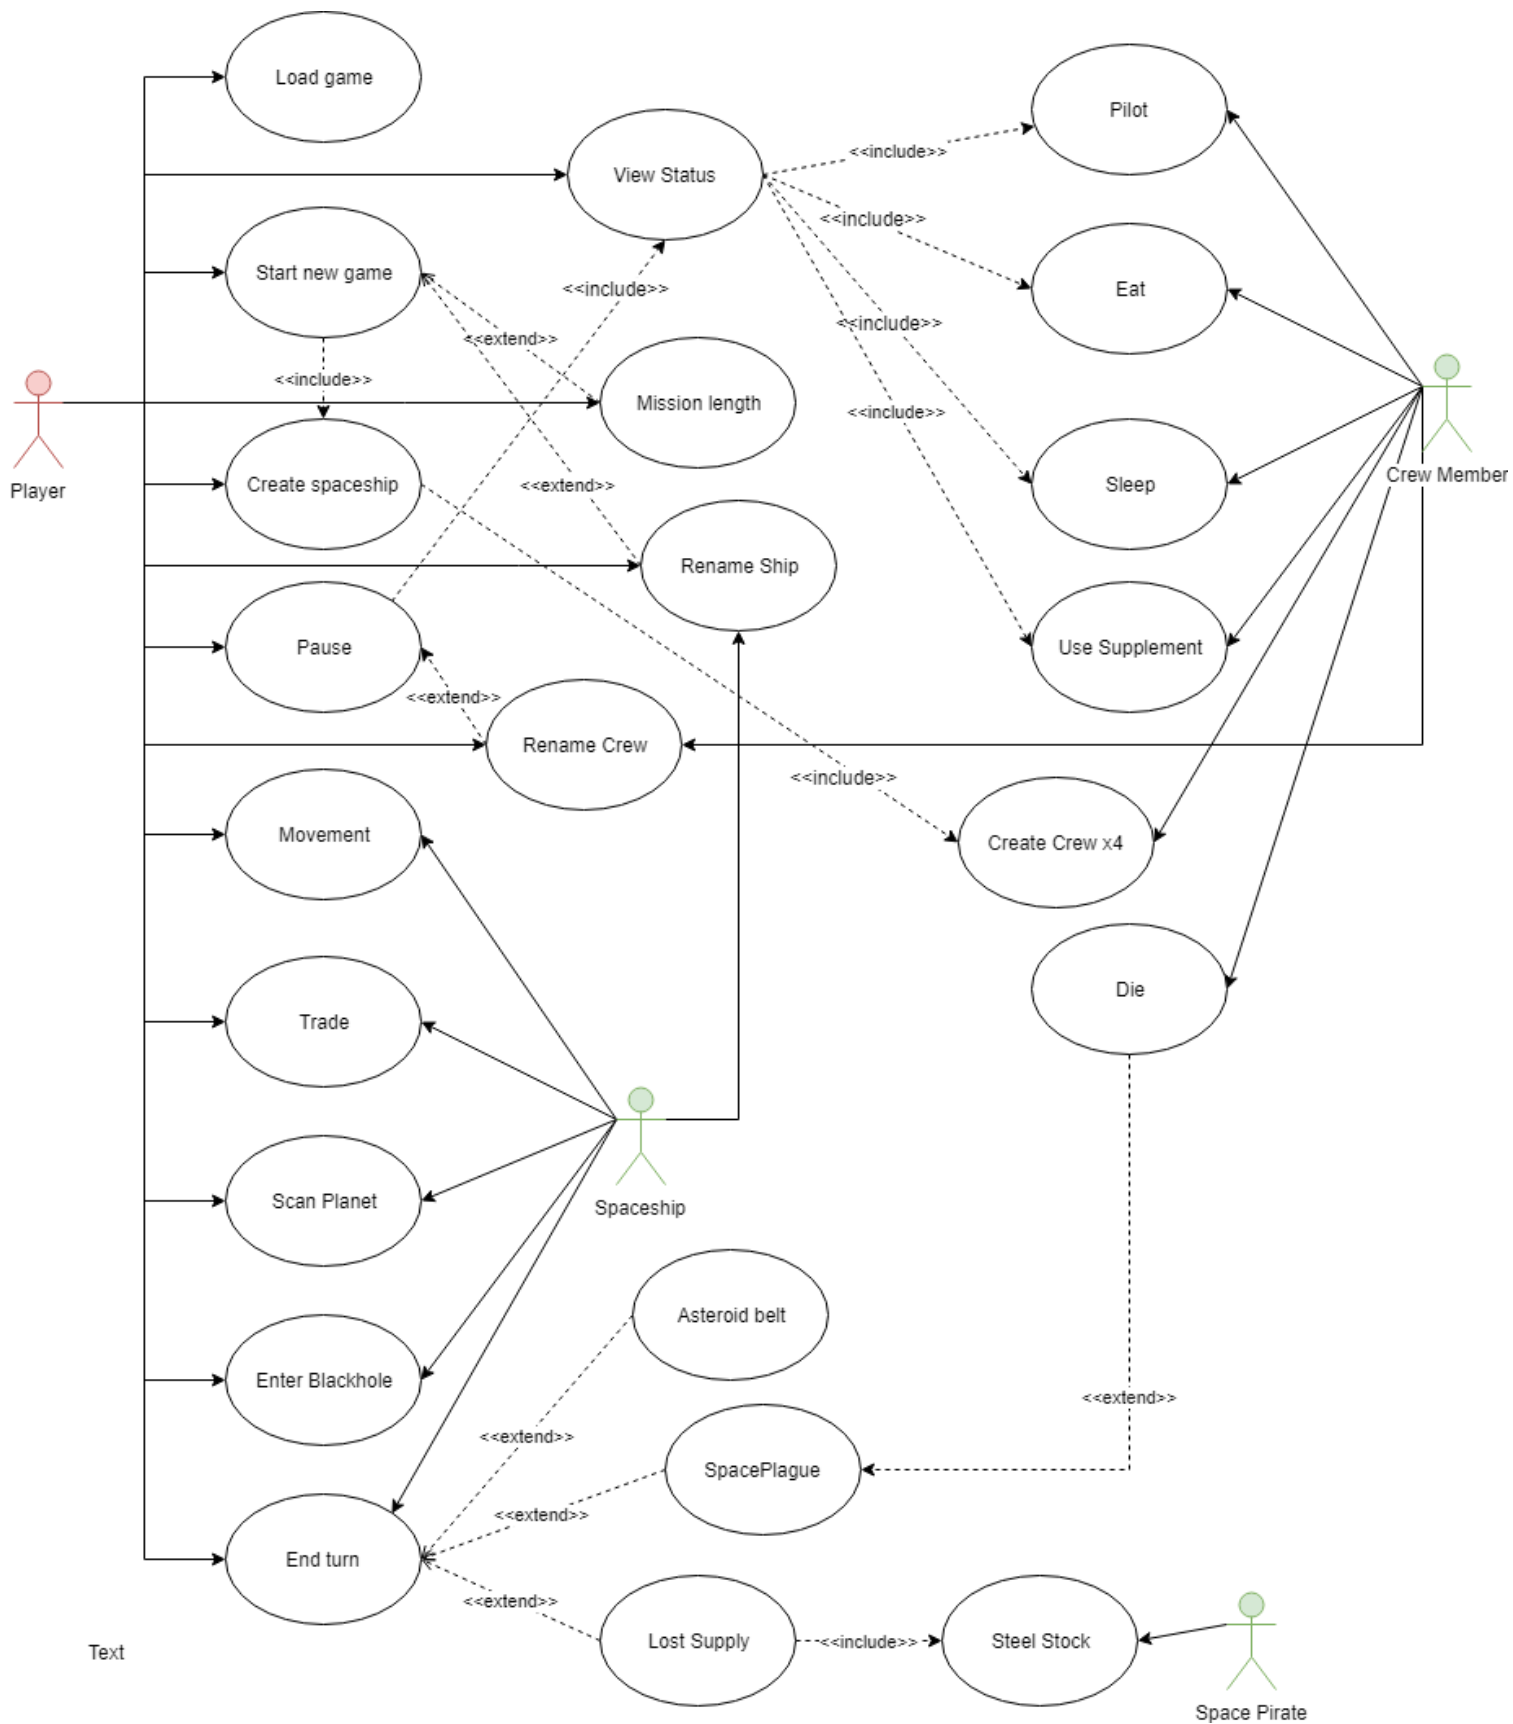 Load game
Pilot
<<include>>
View Status
<<include>>
Start new game
<<include>>
Eat
<<include>>
<<extend>>
<<include>>
Mission length
<<include>>
Player
Create spaceship
<<extend>>
Sleep
Crew Member
Rename Ship
Pause
Use Supplement
<<extend>>
Rename Crew
<<include>>
Movement
Create Crew x4
Die
Trade
Scan Planet
Spaceship
Asteroid belt
Enter Blackhole
<<extend>>
<<extend>>
SpacePlague
<<extend>>
End turn
<<extend>>
Lost Supply
<<include>>
Steel Stock
Text
Space Pirate